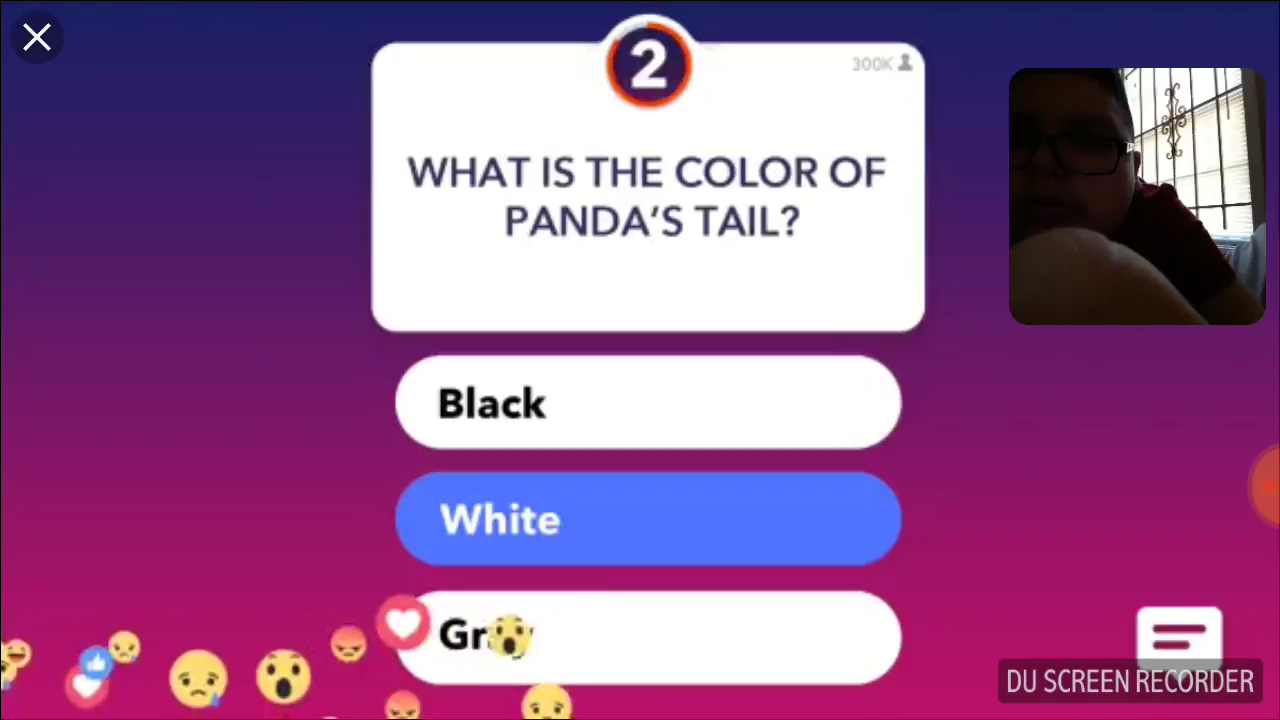 2
300K
WHAT IS THE COLOR OF
PANDA'S TAIL?
Black
White
DU SCREEN RECORDER